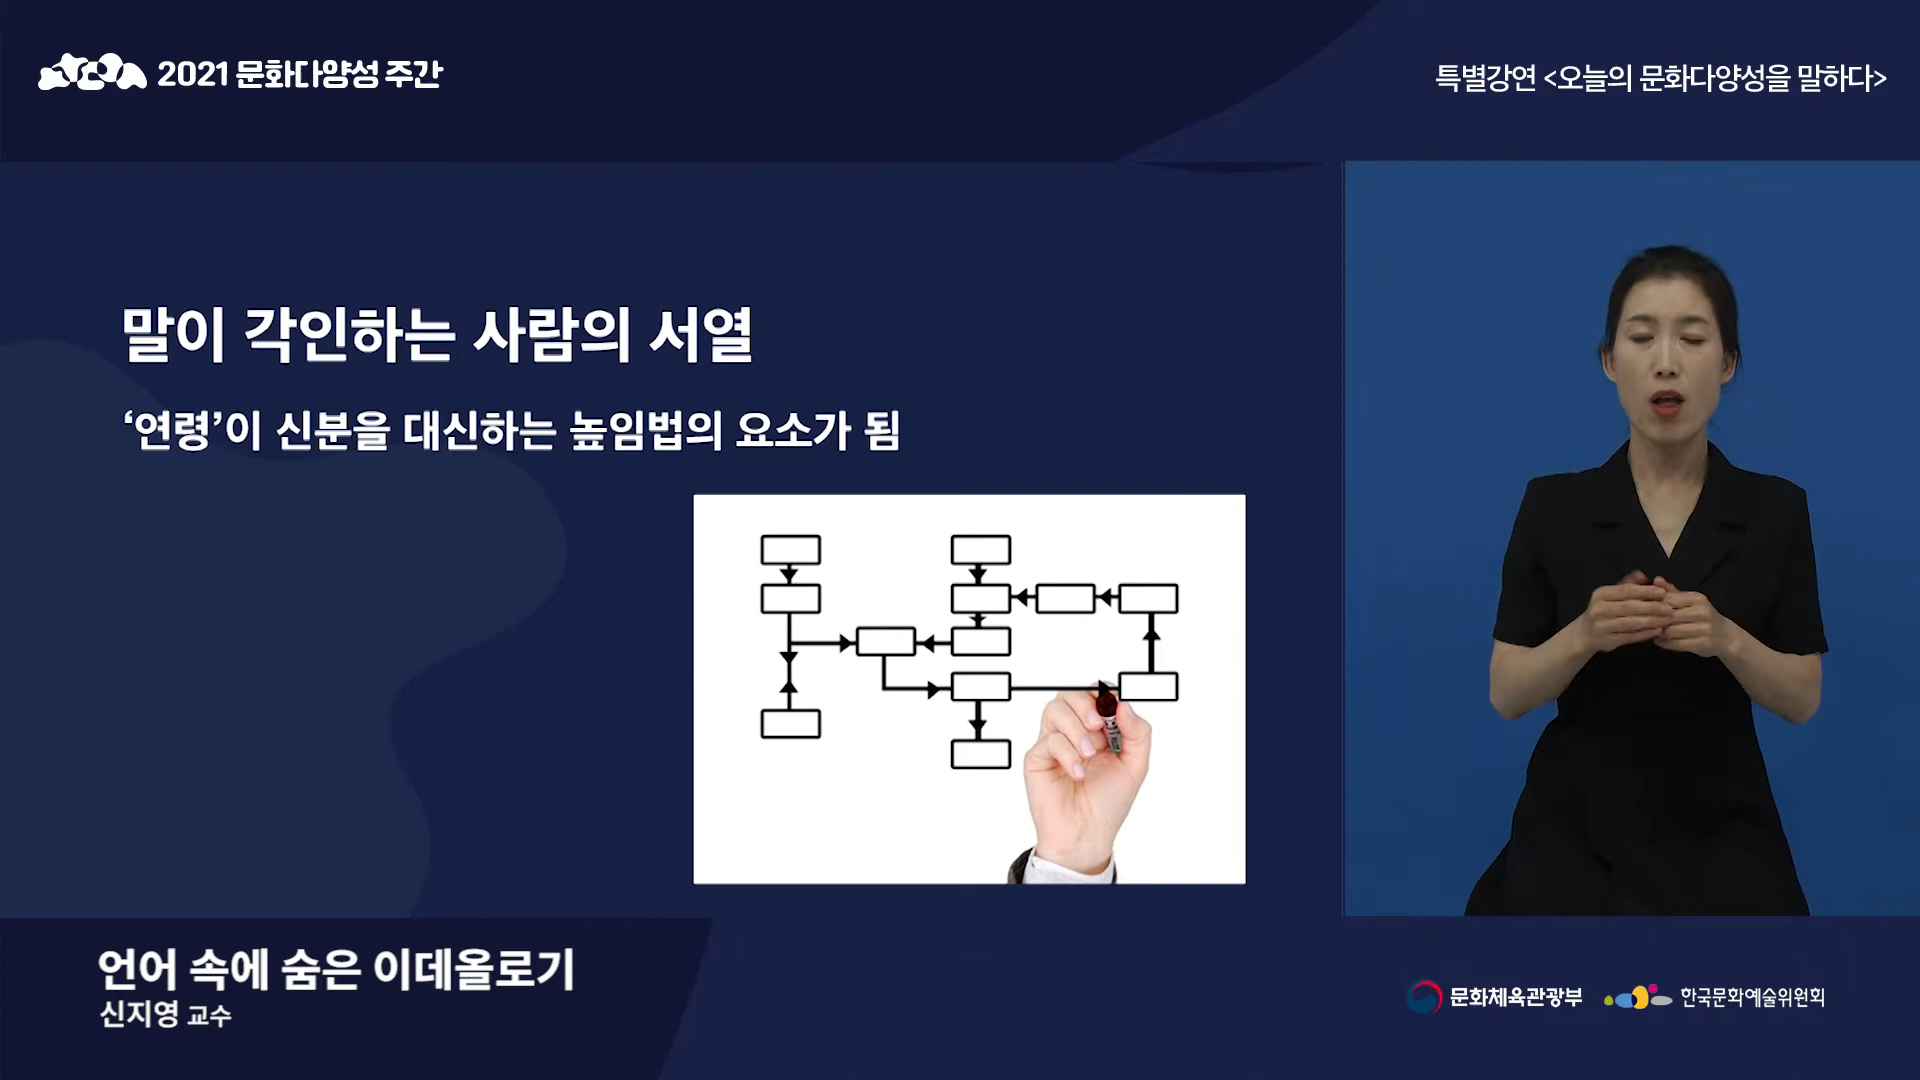 2021 문화다양성 주간
특별강연 <오늘의 문화다양성을 말하다>
말이 각인하는 사람의 서열
‘연령’이 신분을 대신하는 높임법의 요소가 됨
언어 속에 숨은 이데올로기
신지영 교수
문화체육관광부
한국문화예술위원회